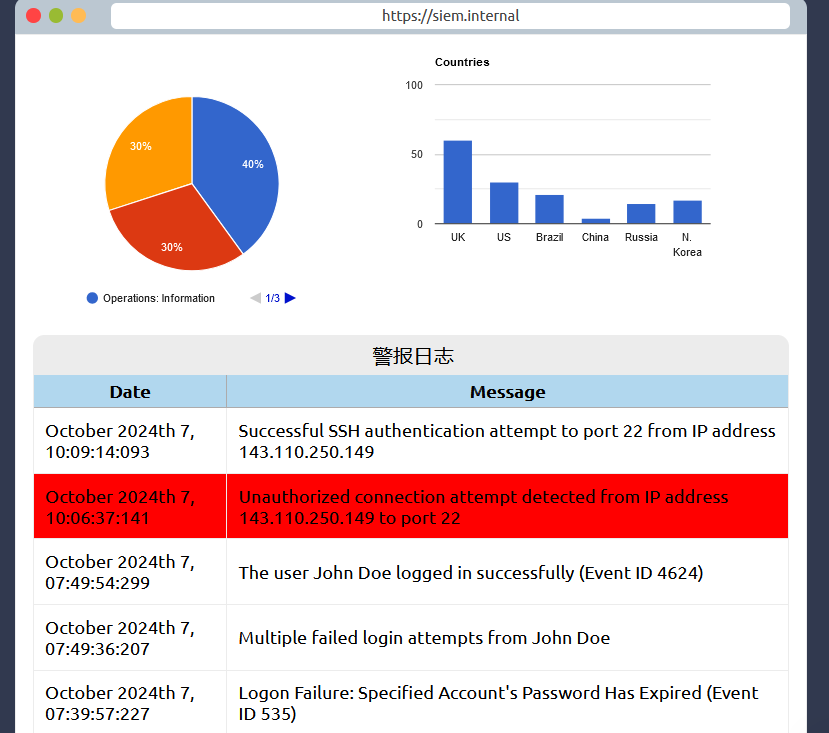 https://siem.internal
Countries
100
50
0
UK US Brazil China Russia N.
Korea
30%
40%
30%
Operations: Information 1/3
警报日志
Date Message
October 2024th 7,
10:09:14:093
Successful SSH authentication attempt to port 22 from IP address
143.110.250.149
October 2024th 7,
10:06:37:141
Unauthorized connection attempt detected from IP address
143.110.250.149 to port 22
October 2024th 7,
07:49:54:299
The user John Doe logged in successfully (Event ID 4624)
October 2024th 7,
07:49:36:207
Multiple failed login attempts from John Doe
October 2024th 7,
07:39:57:227
Logon Failure: Specified Account's Password Has Expired (Event
ID 535)